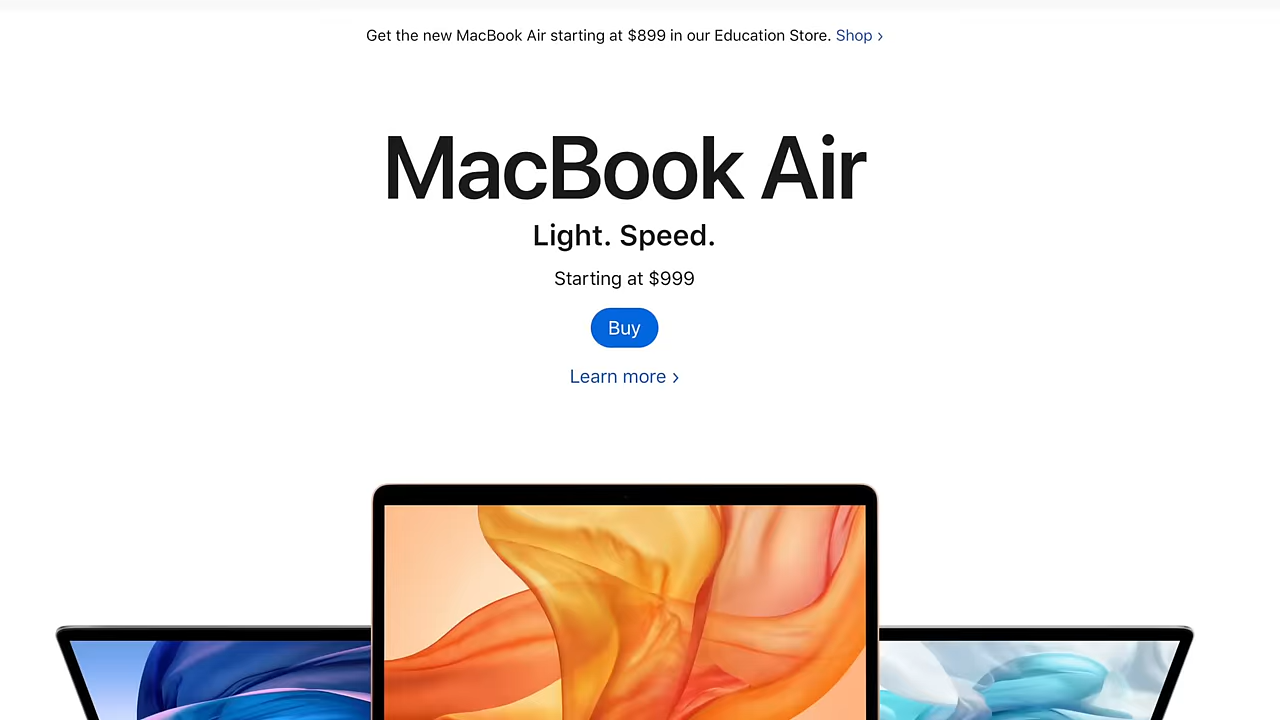 Get the new MacBook Air starting at $899 in our Education Store. Shop ›
MacBook Air
Light. Speed.
Starting at $999
Buy
Learn more ›